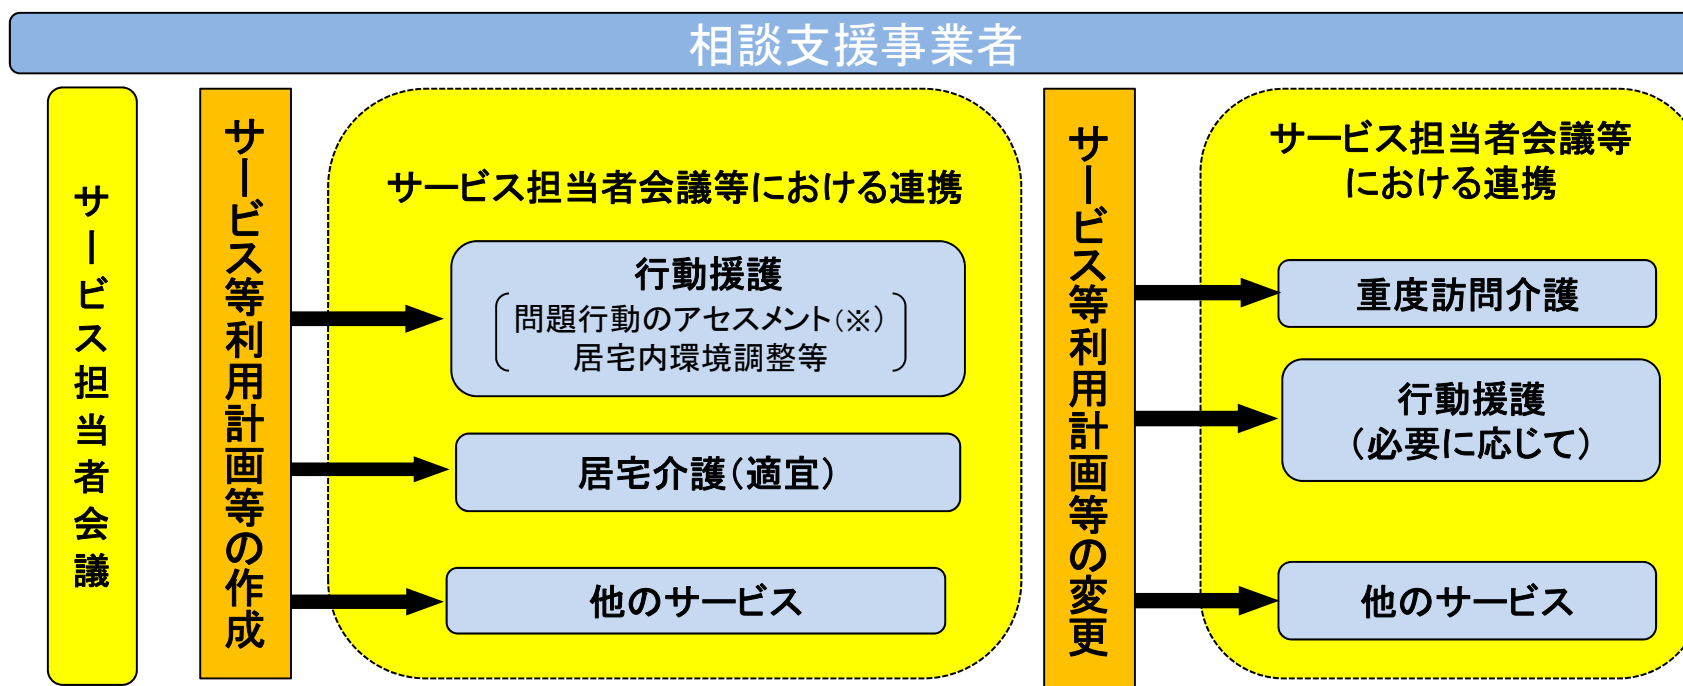 相談支援事業者
サービス担当者会議
サービス等利用計画等の作成
サービス担当者会議等における連携
行動援護
問題行動のアセスメント(※)
居宅内環境調整等
居宅介護(適宜)
他のサービス
サービス等利用計画等の変更
サービス担当者会議等
における連携
重度訪問介護
行動援護
(必要に応じて)
他のサービス